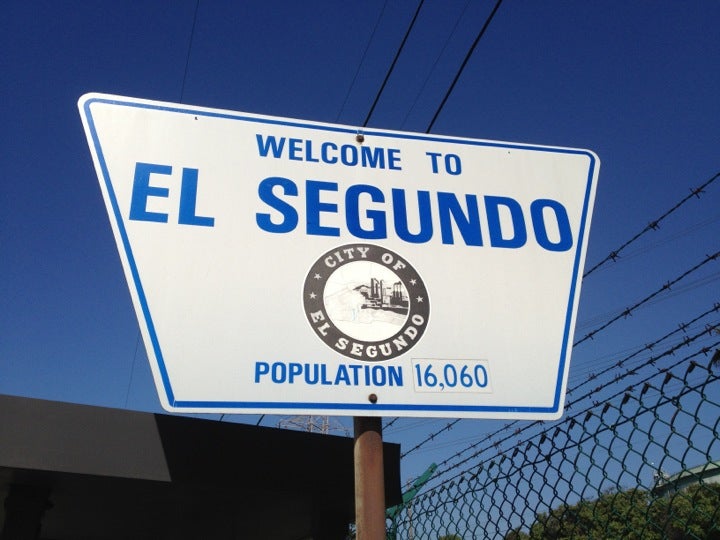 WELCOME TO
EL SEGUNDO
CITY OF
EL SEGUNDO
POPULATION 16,060